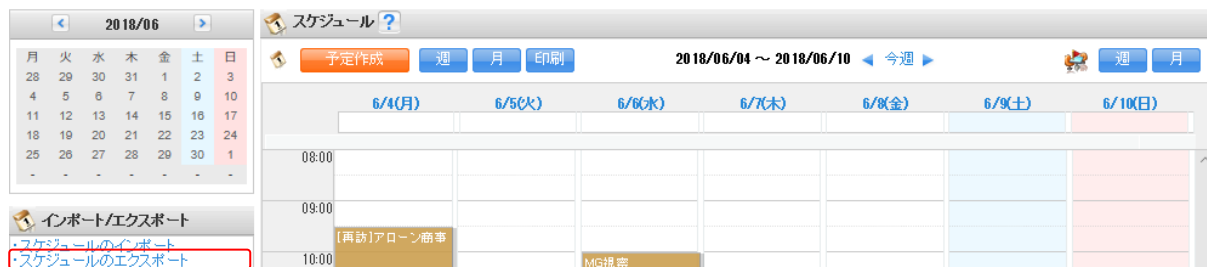 2018/06
月 火 水 木 金 土 日
28 29 30 31 1 2 3
4 5 6 7 8 9 10
11 12 13 14 15 16 17
18 19 20 21 22 23 24
25 26 27 28 29 30 1
- - - - - - -
インポート/エクスポート
・スケジュールのインポート
・スケジュールのエクスポート
スケジュール ?
予定作成 週 月 印刷 2018/06/04 ~ 2018/06/10 今週 週 月
6/4(月) 6/5(火) 6/6(水) 6/7(木) 6/8(金) 6/9(土) 6/10(日)
08:00
09:00
[再訪]アローン商事
10:00
MG視察